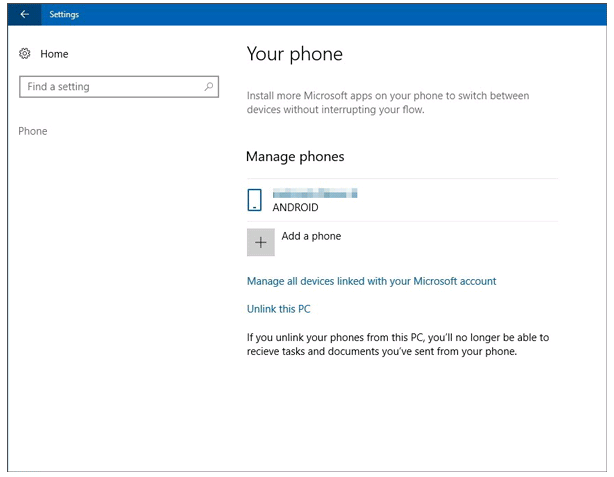 Settings
Home
Find a setting
Phone
Your phone
Install more Microsoft apps on your phone to switch between
devices without interrupting your flow.
Manage phones
ANDROID
Add a phone
Manage all devices linked with your Microsoft account
Unlink this PC
If you unlink your phones from this PC, you'll no longer be able to
recieve tasks and documents you've sent from your phone.